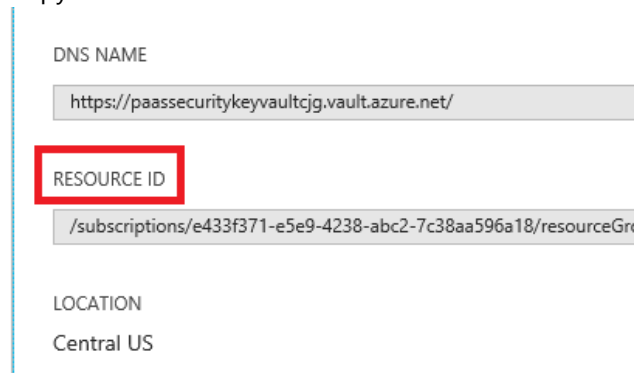 DNS NAME
https://paassecuritykeyvaultcjg.vault.azure.net/
RESOURCE ID
/subscriptions/e433f371-e5e9-4238-abc2-7c38aa596a18/resourceGro
LOCATION
Central US